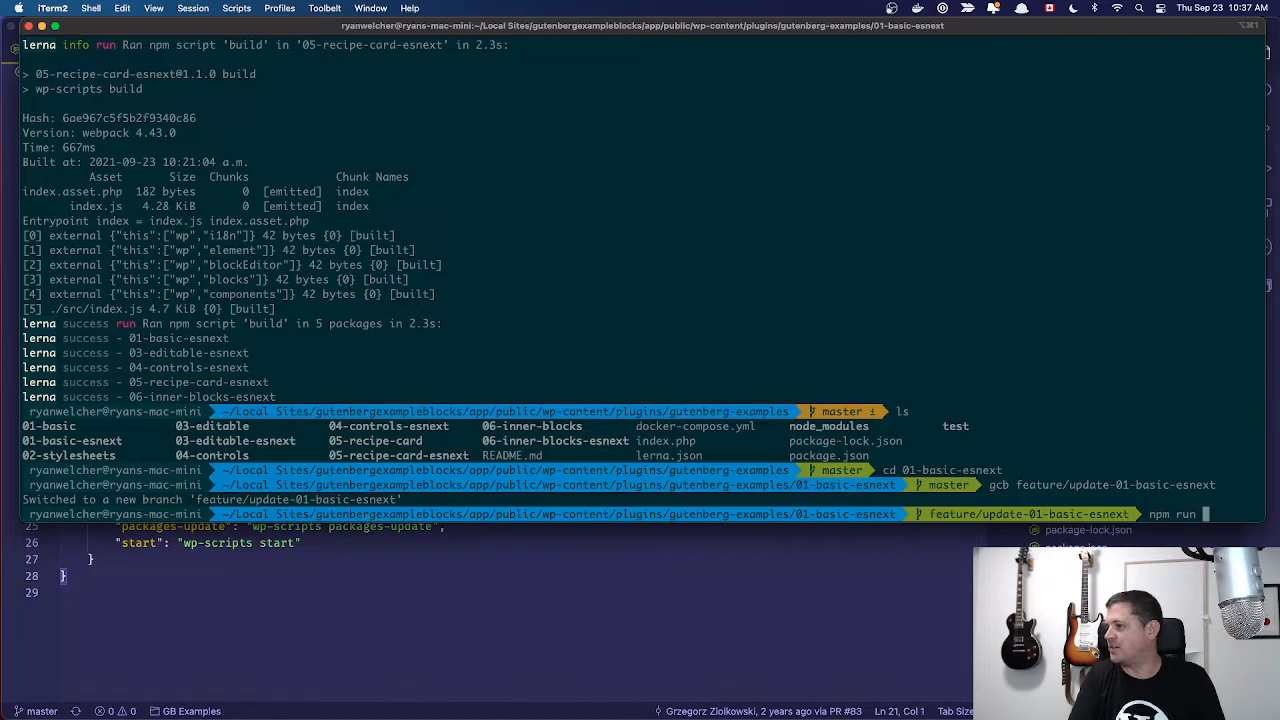 iTerm2 Shell Edit View Session Scripts Profiles Toolbelt Window Help Thu Sep 23 10:37 AM
ryanwelcher@ryans-mac-mini:~/Local Sites/gutenbergexampleblocks/app/public/wp-content/plugins/gutenberg-examples/01-basic-esnext ⌥⌘1
lerna info run Ran npm script 'build' in '05-recipe-card-esnext' in 2.3s:
> 05-recipe-card-esnext@1.1.0 build
> wp-scripts build
Hash: 6ae967c5f5b2f9340c86
Version: webpack 4.43.0
Time: 667ms
Built at: 2021-09-23 10:21:04 a.m.
Asset Size Chunks Chunk Names
index.asset.php 182 bytes 0 [emitted] index
index.js 4.28 KiB 0 [emitted] index
Entrypoint index = index.js index.asset.php
[0] external {"this":["wp","i18n"]} 42 bytes {0} [built]
[1] external {"this":["wp","element"]} 42 bytes {0} [built]
[2] external {"this":["wp","blockEditor"]} 42 bytes {0} [built]
[3] external {"this":["wp","blocks"]} 42 bytes {0} [built]
[4] external {"this":["wp","components"]} 42 bytes {0} [built]
[5] ./src/index.js 4.7 KiB {0} [built]
lerna success run Ran npm script 'build' in 5 packages in 2.3s:
lerna success - 01-basic-esnext
lerna success - 03-editable-esnext
lerna success - 04-controls-esnext
lerna success - 05-recipe-card-esnext
lerna success - 06-inner-blocks-esnext
ryanwelcher@ryans-mac-mini ~/Local Sites/gutenbergexampleblocks/app/public/wp-content/plugins/gutenberg-examples master ± ls
01-basic 03-editable 04-controls-esnext 06-inner-blocks docker-compose.yml node_modules test
01-basic-esnext 03-editable-esnext 05-recipe-card 06-inner-blocks-esnext index.php package-lock.json
02-stylesheets 04-controls 05-recipe-card-esnext README.md lerna.json package.json
ryanwelcher@ryans-mac-mini ~/Local Sites/gutenbergexampleblocks/app/public/wp-content/plugins/gutenberg-examples master cd 01-basic-esnext
ryanwelcher@ryans-mac-mini ~/Local Sites/gutenbergexampleblocks/app/public/wp-content/plugins/gutenberg-examples/01-basic-esnext master gcb feature/update-01-basic-esnext
Switched to a new branch 'feature/update-01-basic-esnext'
ryanwelcher@ryans-mac-mini ~/Local Sites/gutenbergexampleblocks/app/public/wp-content/plugins/gutenberg-examples/01-basic-esnext feature/update-01-basic-esnext npm run
25 "packages-update": "wp-scripts packages-update",
package-lock.json
26 "start": "wp-scripts start"
27 }
28 }
29
master 0 0 GB Examples Grzegorz Ziolkowski, 2 years ago via PR #83 Ln 21, Col 1 Tab Size